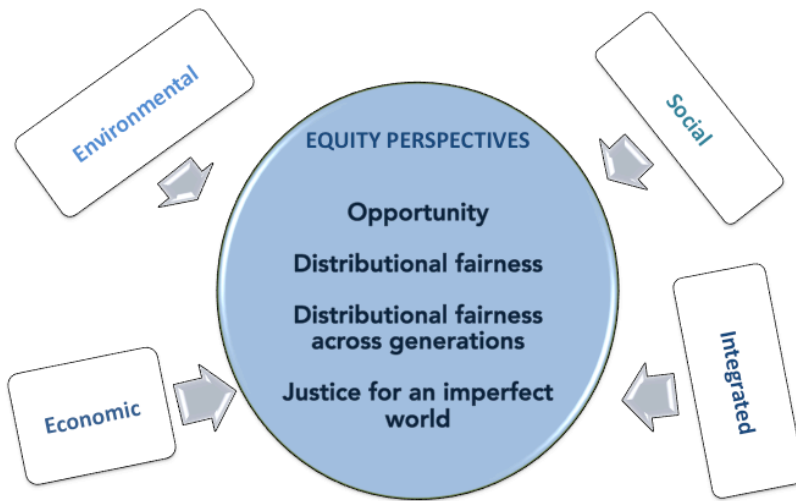 Environmental
Social
EQUITY PERSPECTIVES
Opportunity
Distributional fairness
Distributional fairness
across generations
Justice for an imperfect
world
Economic
Integrated